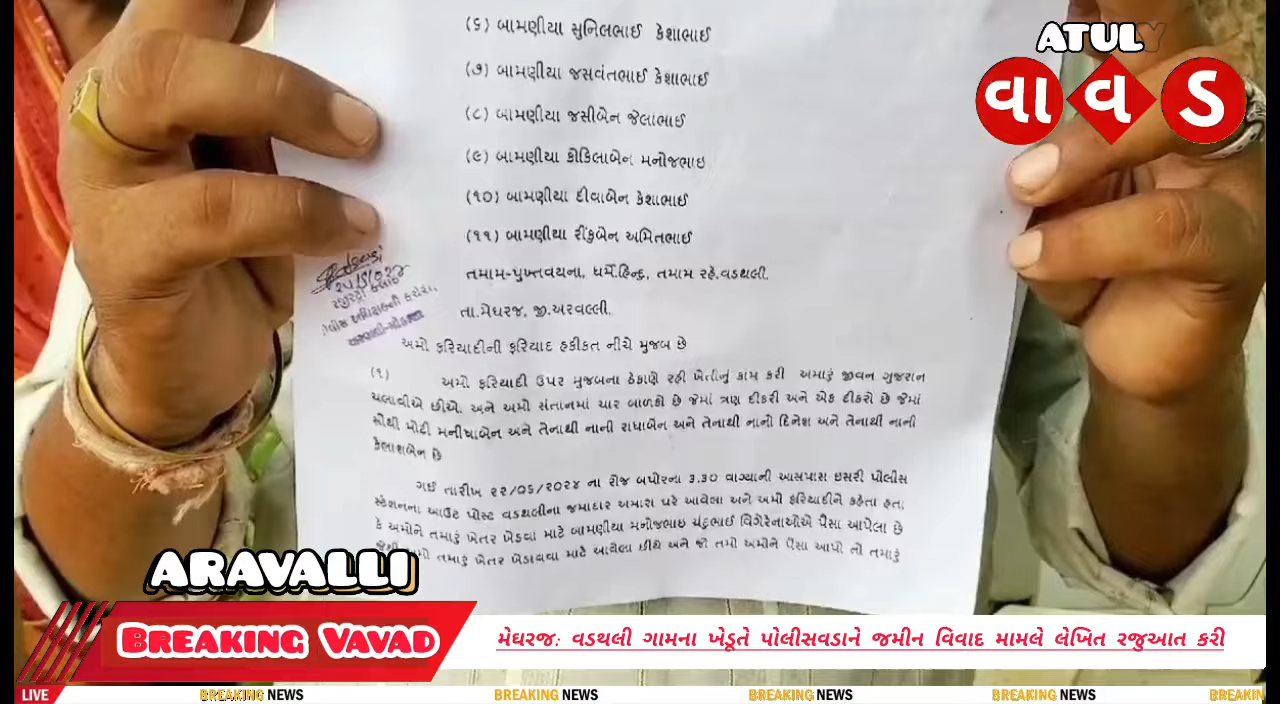 (૬) બામણીયા સુનિલભાઈ કેશાભાઈ
(૭) બામણીયા જસવંતભાઈ કેશાભાઈ
(૮) બામણીયા જસીબેન જેલાભાઈ
(૯) બામણીયા કોકિલાબેન મનોજભાઇ
(૧૦) બામણીયા દીવાબેન કેશાભાઈ
(૧૧) બામણીયા રીંકુબેન અમિતભાઈ
તમામ-પુખ્તવયના, ધર્મે.હિન્દુ, તમામ રહે.વડથલી.
તા.મેઘરજ, જી.અરવલ્લી.
અમો ફરિયાદીની ફરિયાદ હકીકત નીચે મુજબ છે
(૧) અમો ફરિયાદી ઉપર મુજબના ઠેકાણે રહી ખેતીનું કામ કરી અમારું જીવન ગુજરાન
ચલાવીએ છીએ. અને અમો સંતાનમાં ચાર બાળકો છે જેમાં ત્રણ દીકરી અને એક દીકરો છે જેમાં
સૌથી મોટી મનીષાબેન અને તેનાથી નાની રાધાબેન અને તેનાથી નાનો દિનેશ અને તેનાથી નાની
કૈલાશબેન છે
ગઈ તારીખ ૨૨/૦૬/૨૦૨૪ ના રોજ બપોરના ૩.૩૦ વાગ્યાની આસપાસ ઇસરી પોલીસ
સ્ટેશનના આઉટ પોસ્ટ વડથલીના જમાદાર અમારા ઘરે આવેલા અને અમો ફરિયાદીને કહેતા હતા.
કે અમોને તમારું ખેતર ખેડવા માટે બામણીયા મનોજભાઇ ચંદુભાઈ વિગેરેનાઓએ પૈસા આપેલા છે
જેથી અમો તમારું ખેતર ખેડાવવા માટે આવેલા છીયે અને જો તમો અમોને પૈસા આપો તો તમારું
ATULY
વાવડ
ARAVALLI
BREAKING VAVAD
મેઘરજ: વડથલી ગામના ખેડૂતે પોલીસવડાને જમીન વિવાદ મામલે લેખિત રજુઆત કરી
LIVE BREAKING NEWS BREAKING NEWS BREAKING NEWS BREAKING NEWS BREAKIN